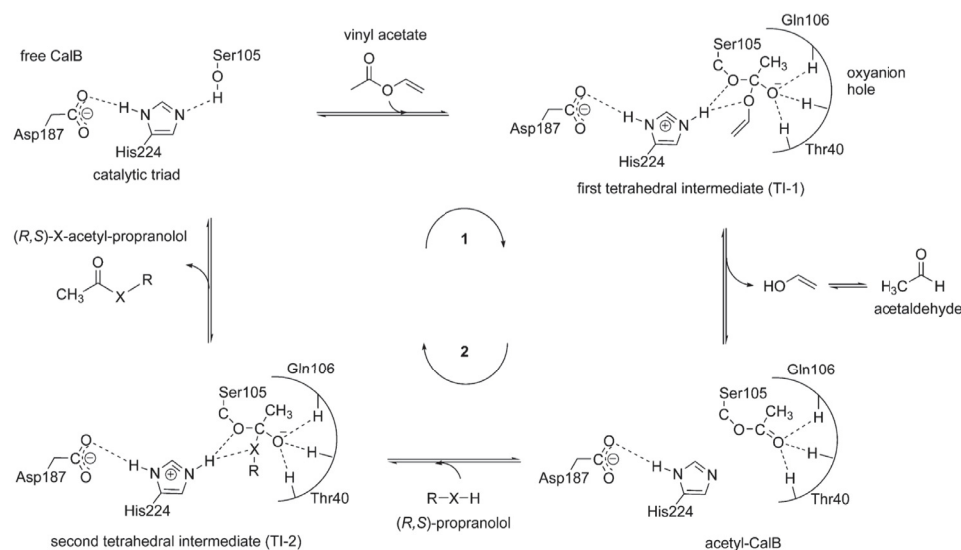 free CalB
Ser105
O
H
O
C
⊖
O
H
N
N
Asp187
His224
catalytic triad
vinyl acetate
O
O
Gln106
Ser105
C
O
C
CH₃
O⁻
O
H
H
H
oxyanion
hole
O
C
⊖
O
H
N
⊕
N
H
Asp187
His224
Thr40
first tetrahedral intermediate (TI-1)
(R,S)-X-acetyl-propranolol
O
CH₃
X
R
1
2
HO
O
H₃C
H
acetaldehyde
Gln106
Ser105
C
O
C
CH₃
O⁻
X
R
H
H
H
O
C
⊖
O
H
N
⊕
N
H
Asp187
His224
Thr40
second tetrahedral intermediate (TI-2)
R–X–H
(R,S)-propranolol
Gln106
Ser105
C
O
C
CH₃
O
H
H
H
O
C
⊖
O
H
N
N
Asp187
His224
Thr40
acetyl-CalB